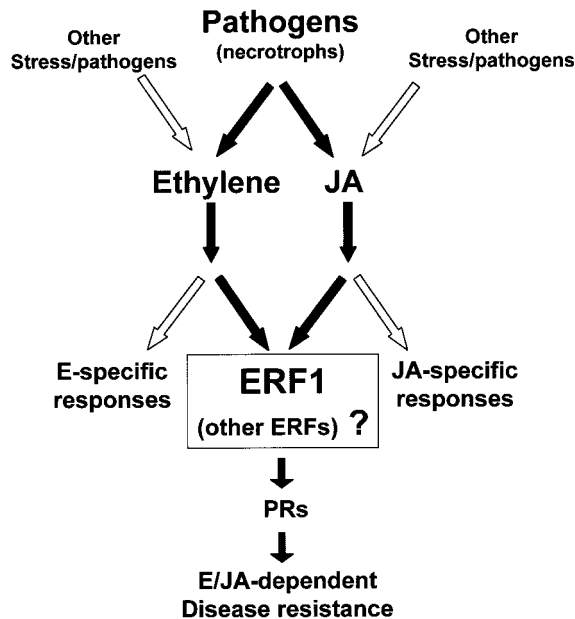 Pathogens
(necrotrophs)
Other
Stress/pathogens
Other
Stress/pathogens
Ethylene
JA
E-specific
responses
ERF1
(other ERFs) ?
JA-specific
responses
PRs
E/JA-dependent
Disease resistance